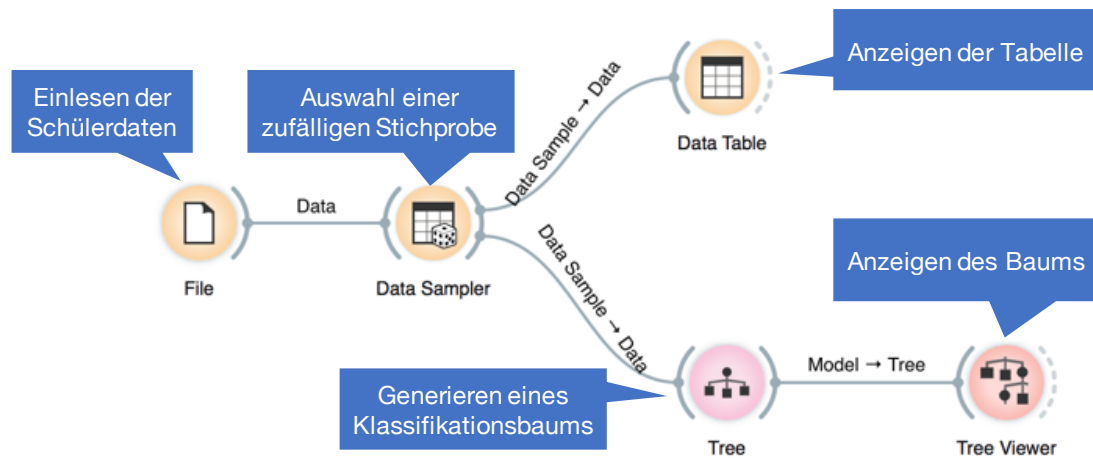 Einlesen der
Schülerdaten
File
Data
Auswahl einer
zufälligen Stichprobe
Data Sampler
Data Sample → Data
Data Table
Anzeigen der Tabelle
Data Sample → Data
Generieren eines
Klassifikationsbaums
Tree
Model → Tree
Anzeigen des Baums
Tree Viewer